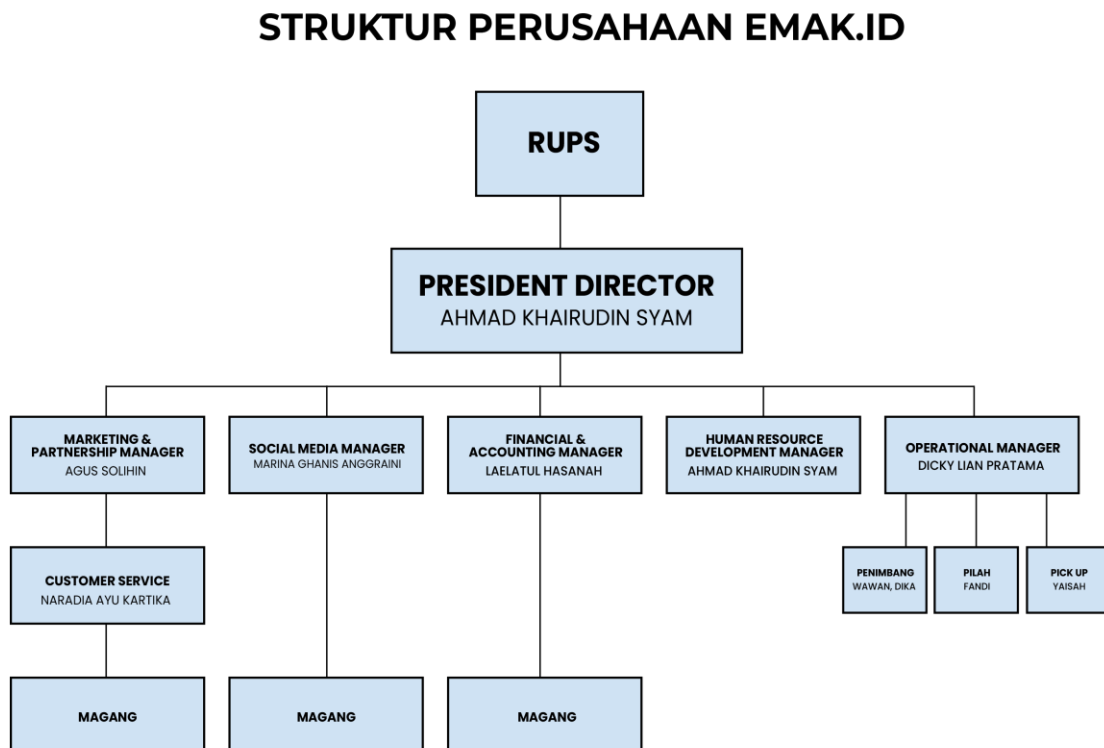 STRUKTUR PERUSAHAAN EMAK.ID
RUPS
PRESIDENT DIRECTOR
AHMAD KHAIRUDIN SYAM
MARKETING &
PARTNERSHIP MANAGER
AGUS SOLIHIN
SOCIAL MEDIA MANAGER
MARINA GHANIS ANGGRAINI
FINANCIAL &
ACCOUNTING MANAGER
LAELATUL HASANAH
HUMAN RESOURCE
DEVELOPMENT MANAGER
AHMAD KHAIRUDIN SYAM
OPERATIONAL MANAGER
DICKY LIAN PRATAMA
CUSTOMER SERVICE
NARADIA AYU KARTIKA
PENIMBANG
WAWAN, DIKA
PILAH
FANDI
PICK UP
YAISAH
MAGANG
MAGANG
MAGANG